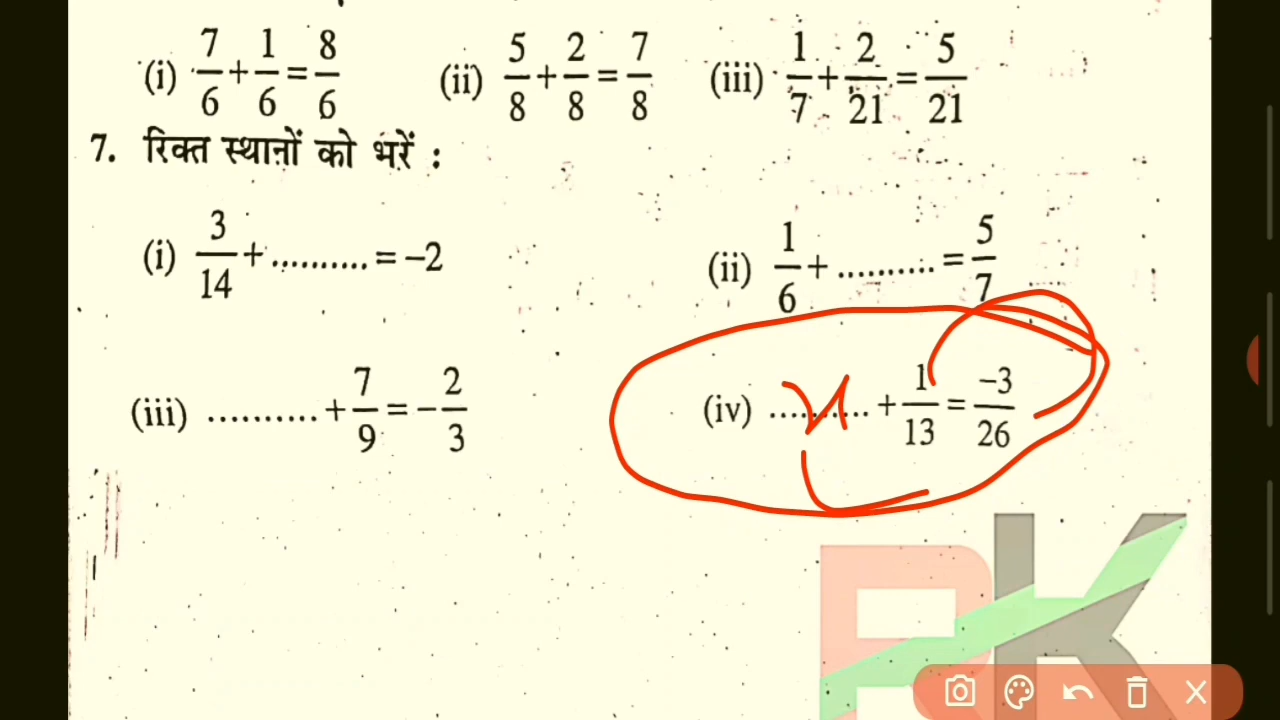 (i) 7/6 + 1/6 = 8/6 (ii) 5/8 + 2/8 = 7/8 (iii) 1/7 + 2/21 = 5/21
7. रिक्त स्थानों को भरें :
(i) 3/14 + .......... = –2 (ii) 1/6 + .......... = 5/7
(iii) .......... + 7/9 = – 2/3 (iv) .......... + 1/13 = –3/26
x
PK